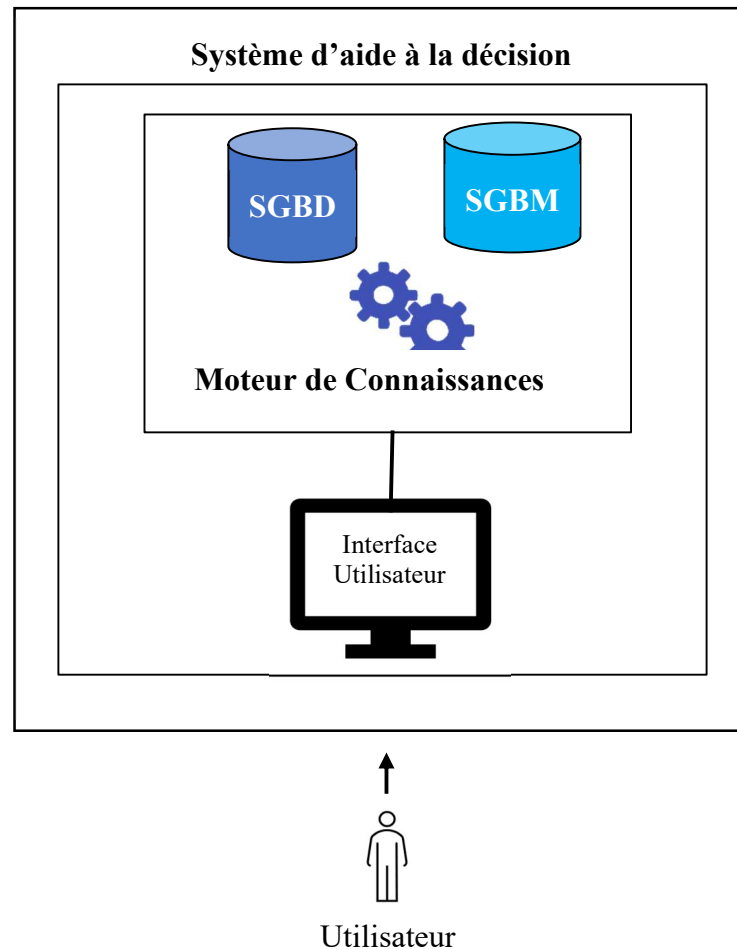 Système d’aide à la décision
SGBD
SGBM
Moteur de Connaissances
Interface
Utilisateur
Utilisateur